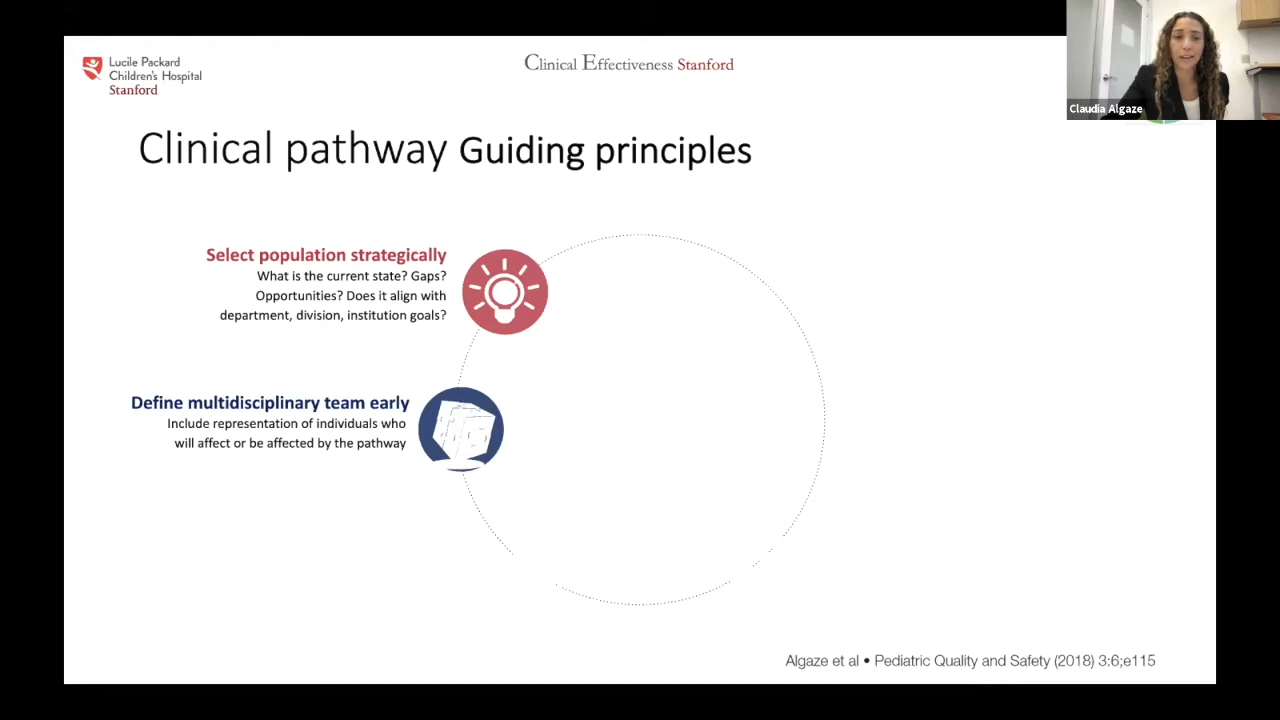 Lucile Packard
Children's Hospital
Stanford
Clinical Effectiveness Stanford
Claudia Algaze
Clinical pathway Guiding principles
Select population strategically
What is the current state? Gaps?
Opportunities? Does it align with
department, division, institution goals?
Define multidisciplinary team early
Include representation of individuals who
will affect or be affected by the pathway
Algaze et al • Pediatric Quality and Safety (2018) 3:6;e115